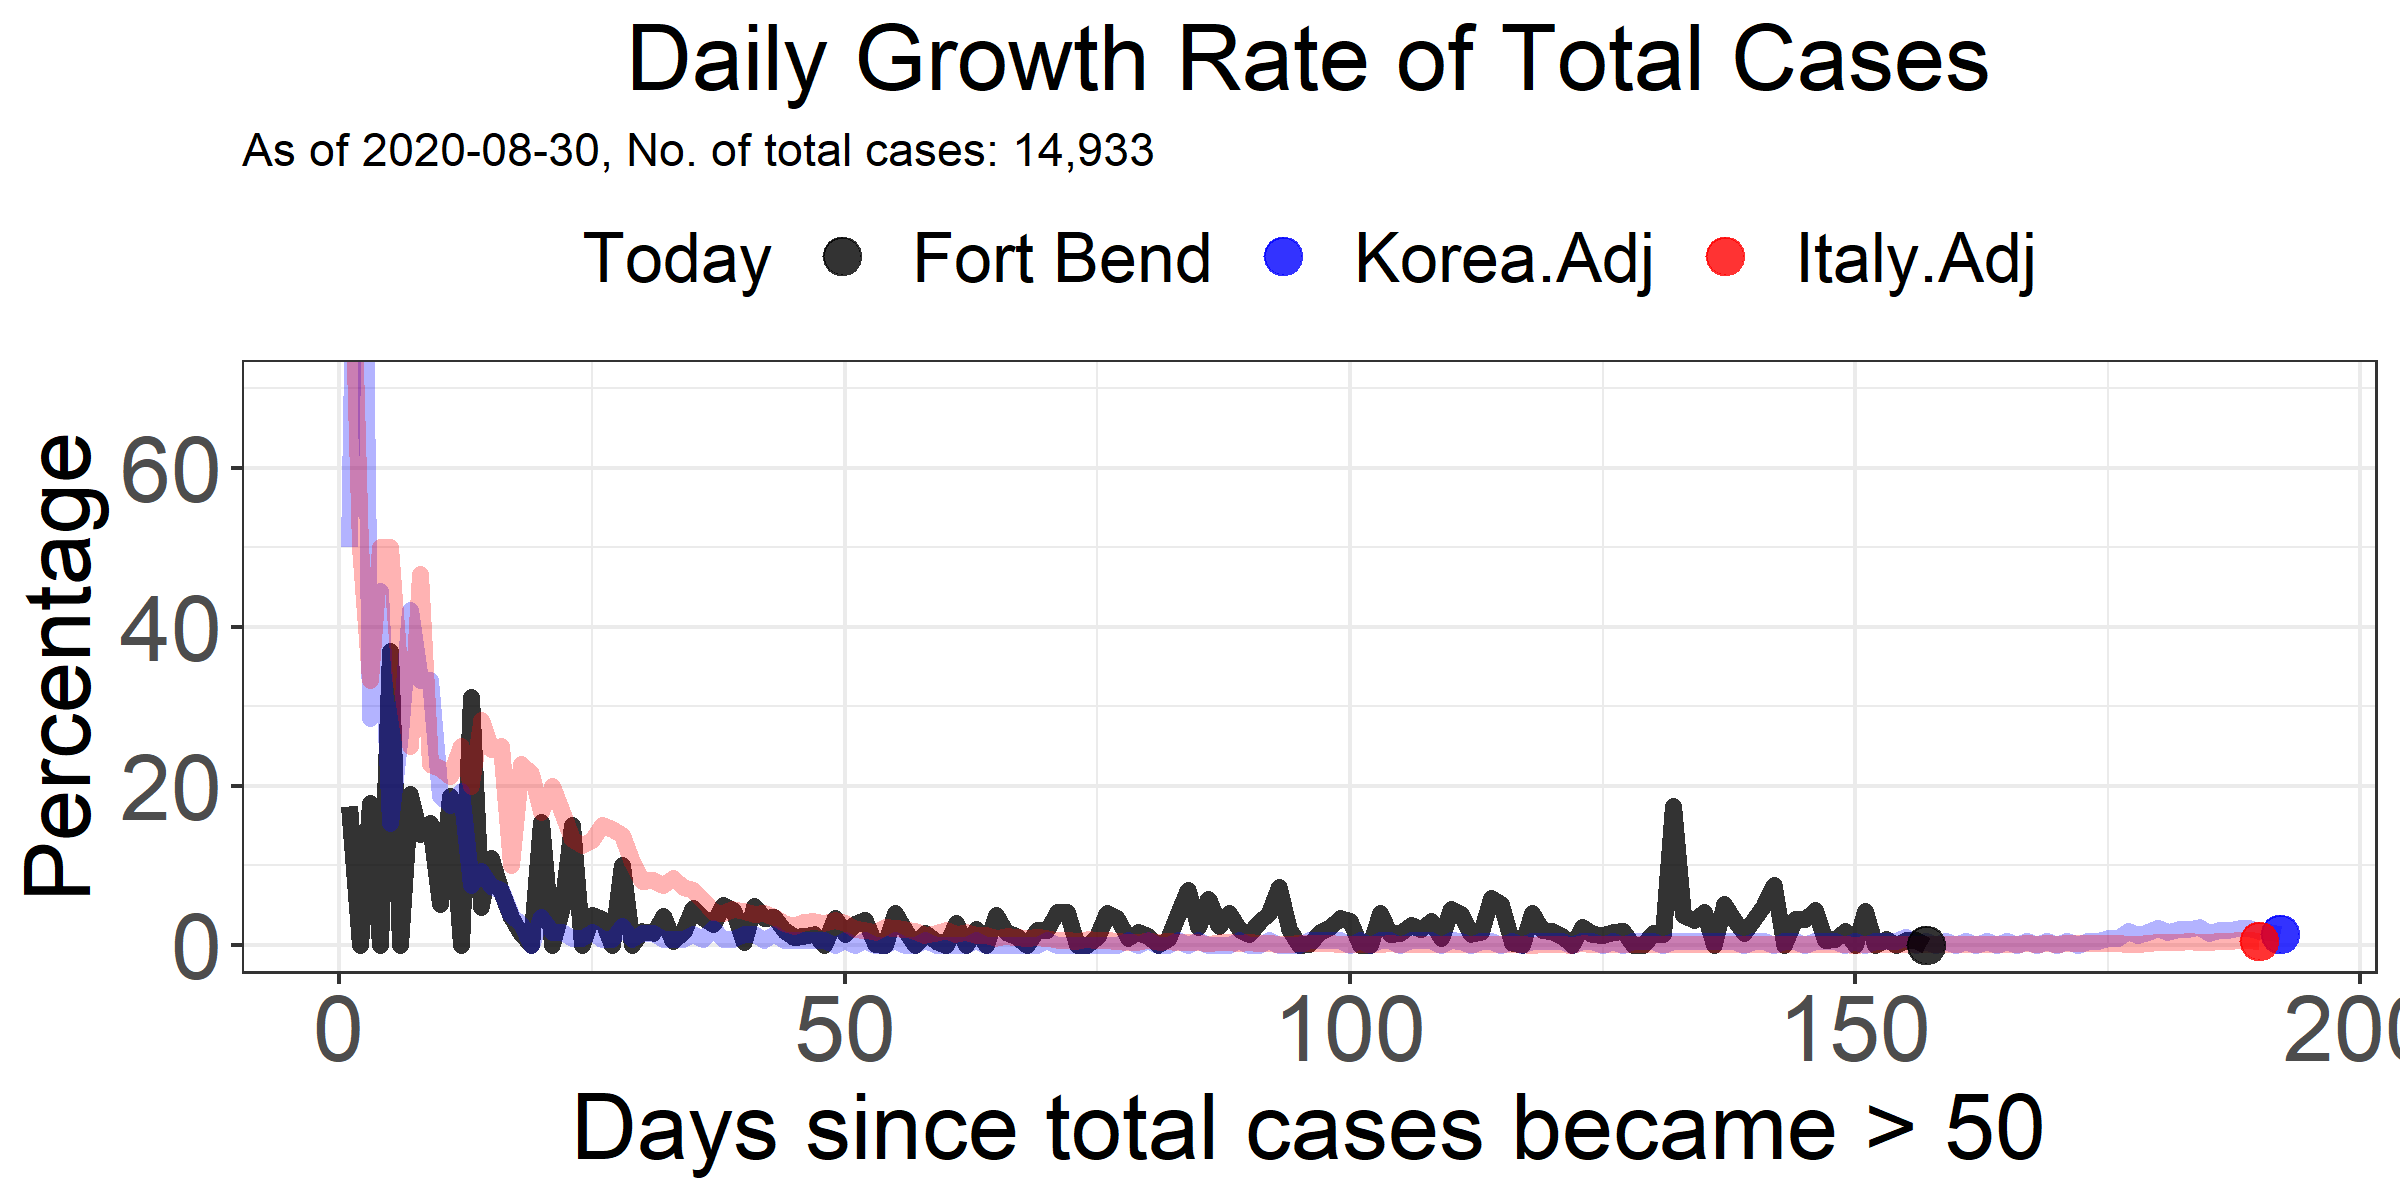 Daily Growth Rate of Total Cases
As of 2020-08-30, No. of total cases: 14,933
Today Fort Bend Korea.Adj Italy.Adj
Percentage
60
40
20
0
0 50 100 150 200
Days since total cases became > 50